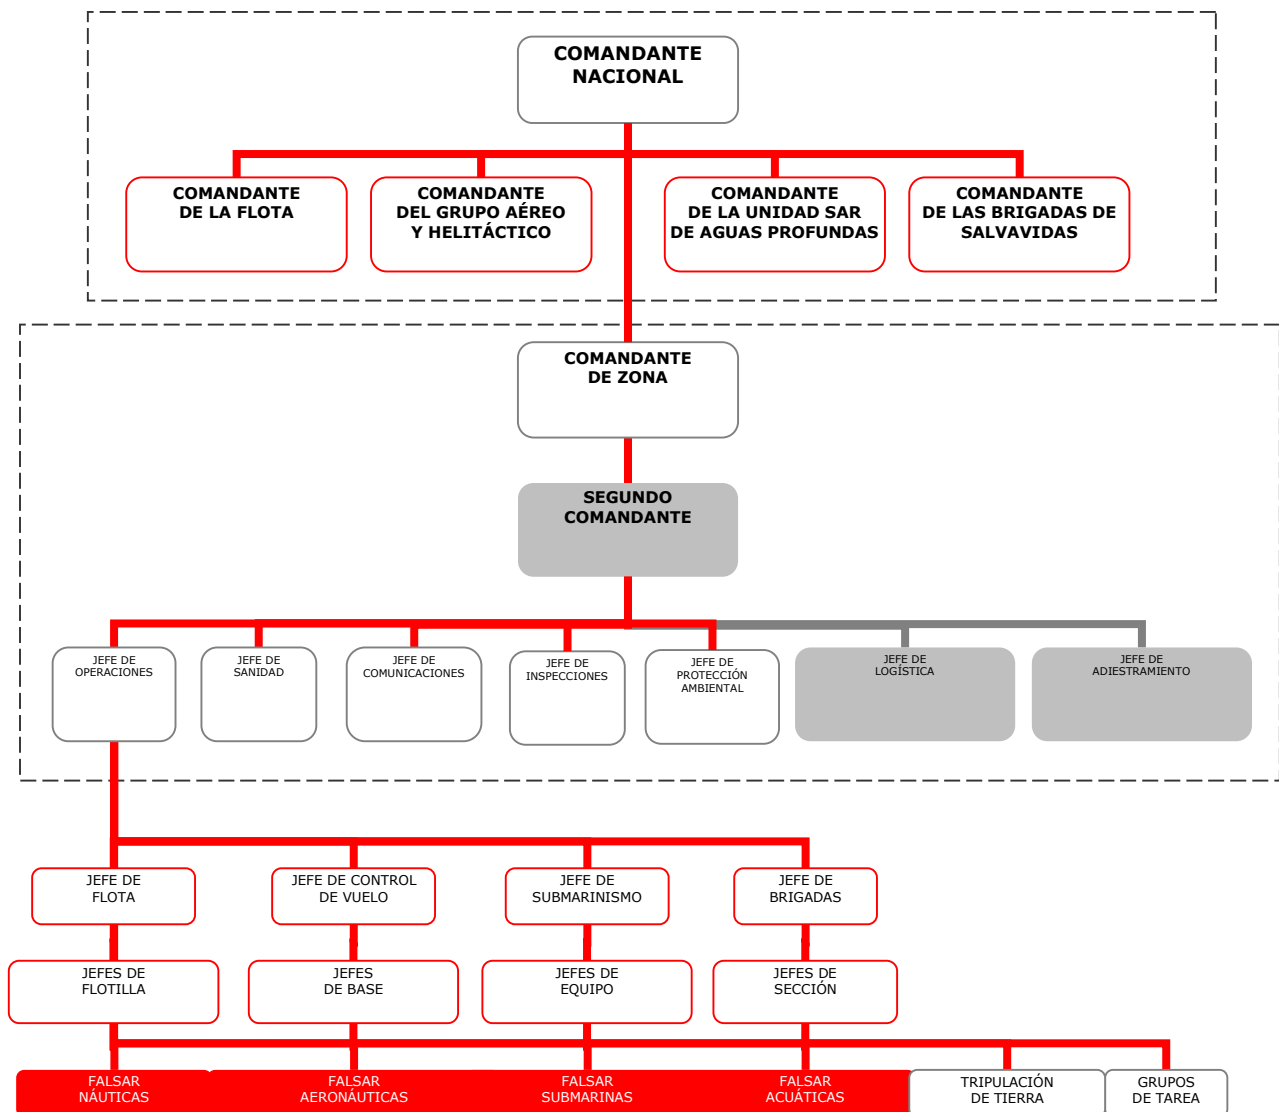 COMANDANTE
NACIONAL
COMANDANTE
DE LA FLOTA
COMANDANTE
DEL GRUPO AÉREO
Y HELITÁCTICO
COMANDANTE
DE LA UNIDAD SAR
DE AGUAS PROFUNDAS
COMANDANTE
DE LAS BRIGADAS DE
SALVAVIDAS
COMANDANTE
DE ZONA
SEGUNDO
COMANDANTE
JEFE DE
OPERACIONES
JEFE DE
SANIDAD
JEFE DE
COMUNICACIONES
JEFE DE
INSPECCIONES
JEFE DE
PROTECCIÓN
AMBIENTAL
JEFE DE
LOGÍSTICA
JEFE DE
ADIESTRAMIENTO
JEFE DE
FLOTA
JEFE DE CONTROL
DE VUELO
JEFE DE
SUBMARINISMO
JEFE DE
BRIGADAS
JEFES DE
FLOTILLA
JEFES
DE BASE
JEFES DE
EQUIPO
JEFES DE
SECCIÓN
FALSAR
NÁUTICAS
FALSAR
AERONÁUTICAS
FALSAR
SUBMARINAS
FALSAR
ACUÁTICAS
TRIPULACIÓN
DE TIERRA
GRUPOS
DE TAREA